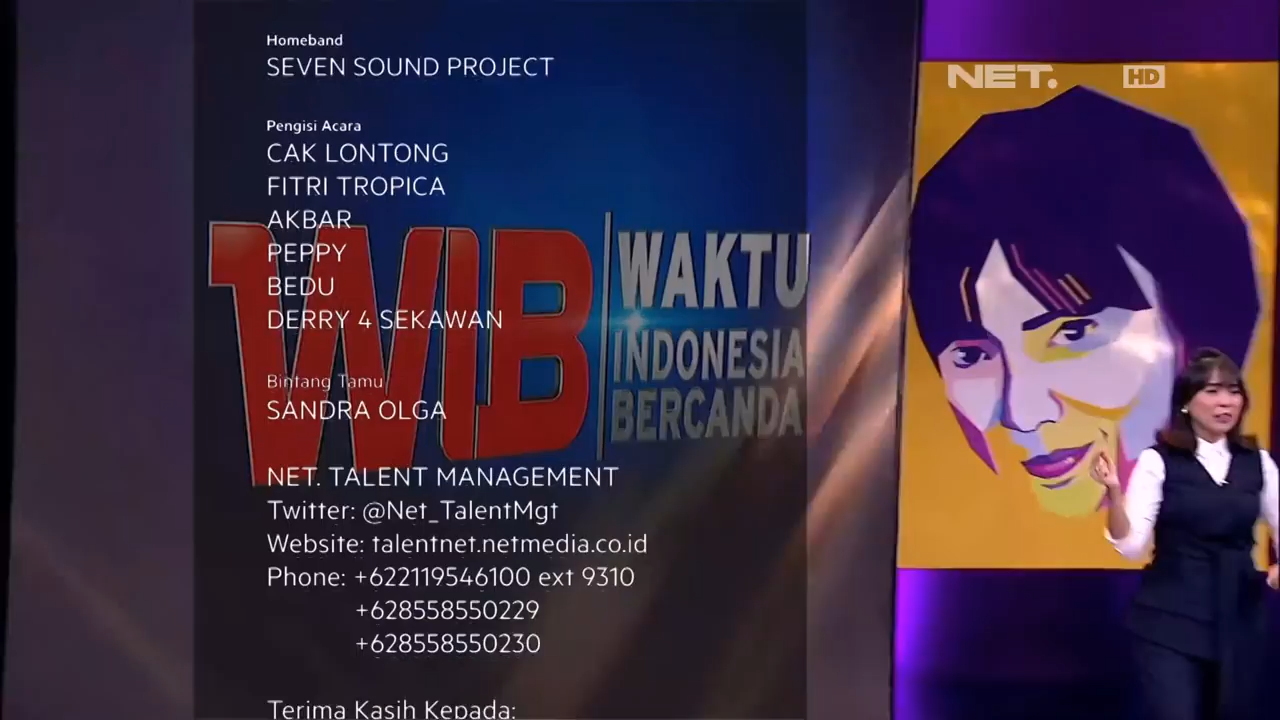 Homeband
SEVEN SOUND PROJECT
Pengisi Acara
CAK LONTONG
FITRI TROPICA
AKBAR
PEPPY
BEDU
DERRY 4 SEKAWAN
Bintang Tamu
SANDRA OLGA
NET. TALENT MANAGEMENT
Twitter: @Net_TalentMgt
Website: talentnet.netmedia.co.id
Phone: +622119546100 ext 9310
+628558550229
+628558550230
Terima Kasih Kepada:
WIB
WAKTU
INDONESIA
BERCANDA
NET.
HD